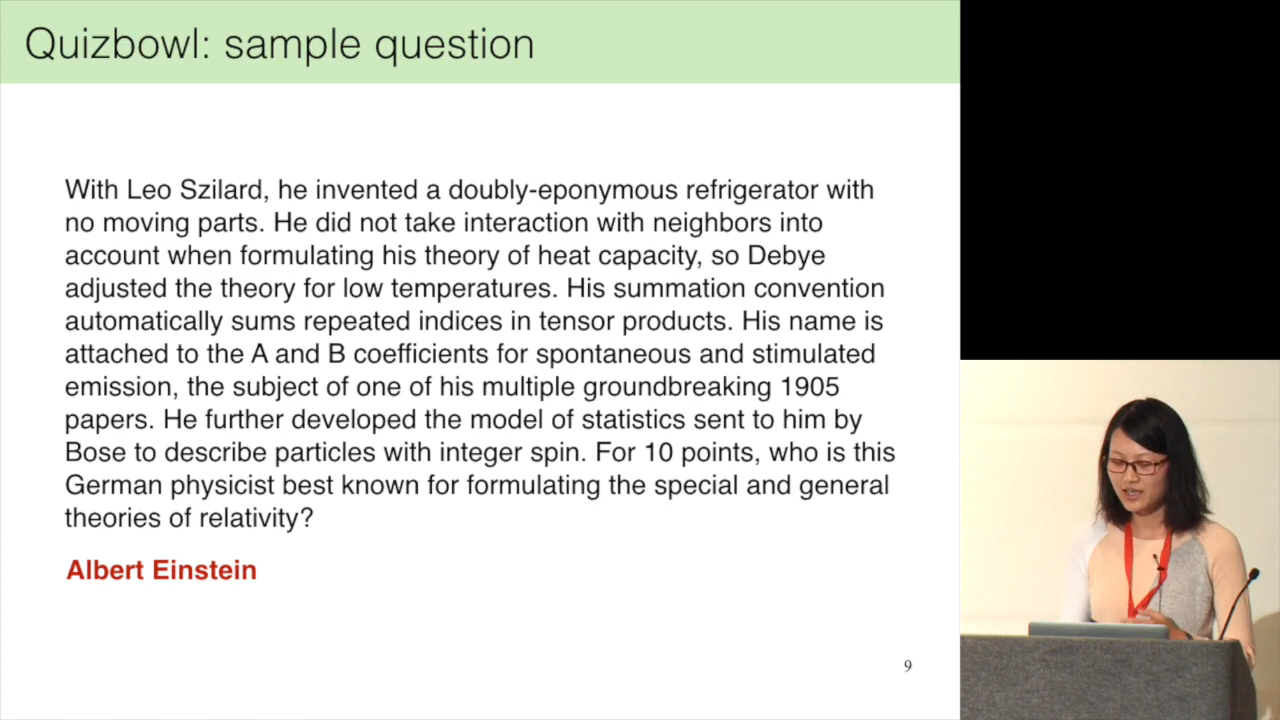 Quizbowl: sample question
With Leo Szilard, he invented a doubly-eponymous refrigerator with
no moving parts. He did not take interaction with neighbors into
account when formulating his theory of heat capacity, so Debye
adjusted the theory for low temperatures. His summation convention
automatically sums repeated indices in tensor products. His name is
attached to the A and B coefficients for spontaneous and stimulated
emission, the subject of one of his multiple groundbreaking 1905
papers. He further developed the model of statistics sent to him by
Bose to describe particles with integer spin. For 10 points, who is this
German physicist best known for formulating the special and general
theories of relativity?
Albert Einstein
9